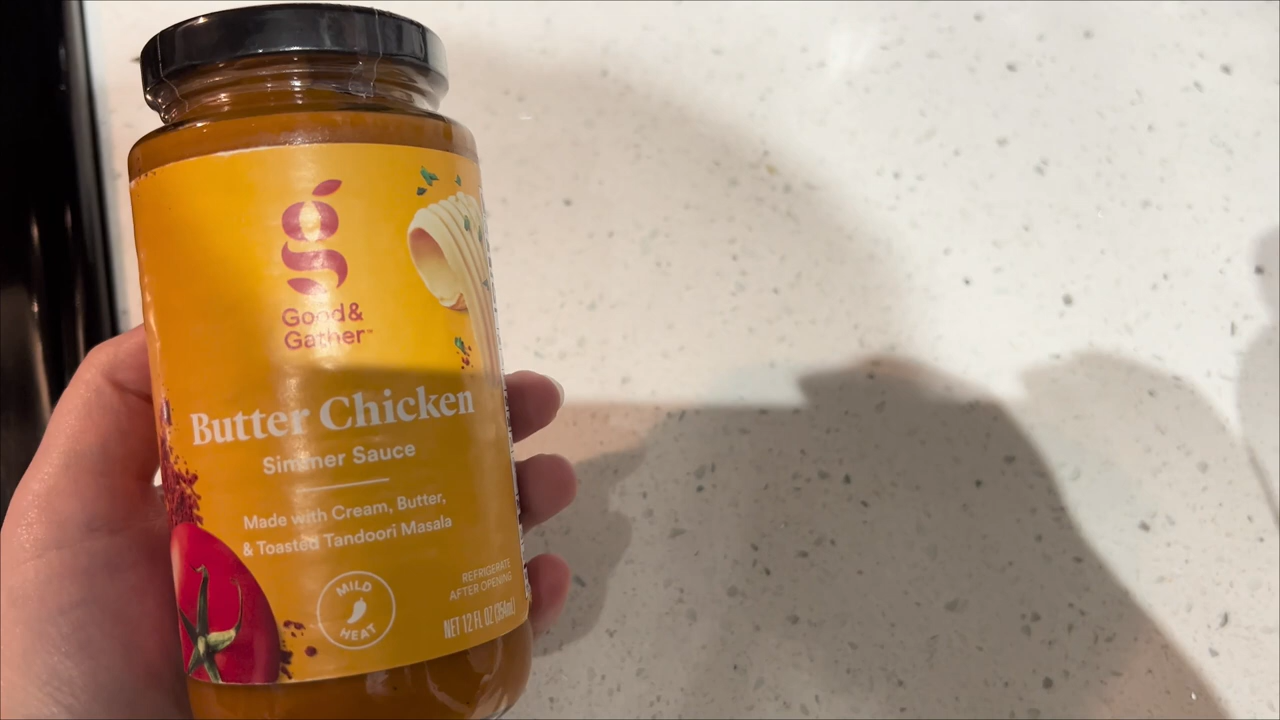 Good&
Gather™
Butter Chicken
Simmer Sauce
Made with Cream, Butter,
& Toasted Tandoori Masala
MILD
HEAT
REFRIGERATE
AFTER OPENING
NET 12 FL OZ (354mL)